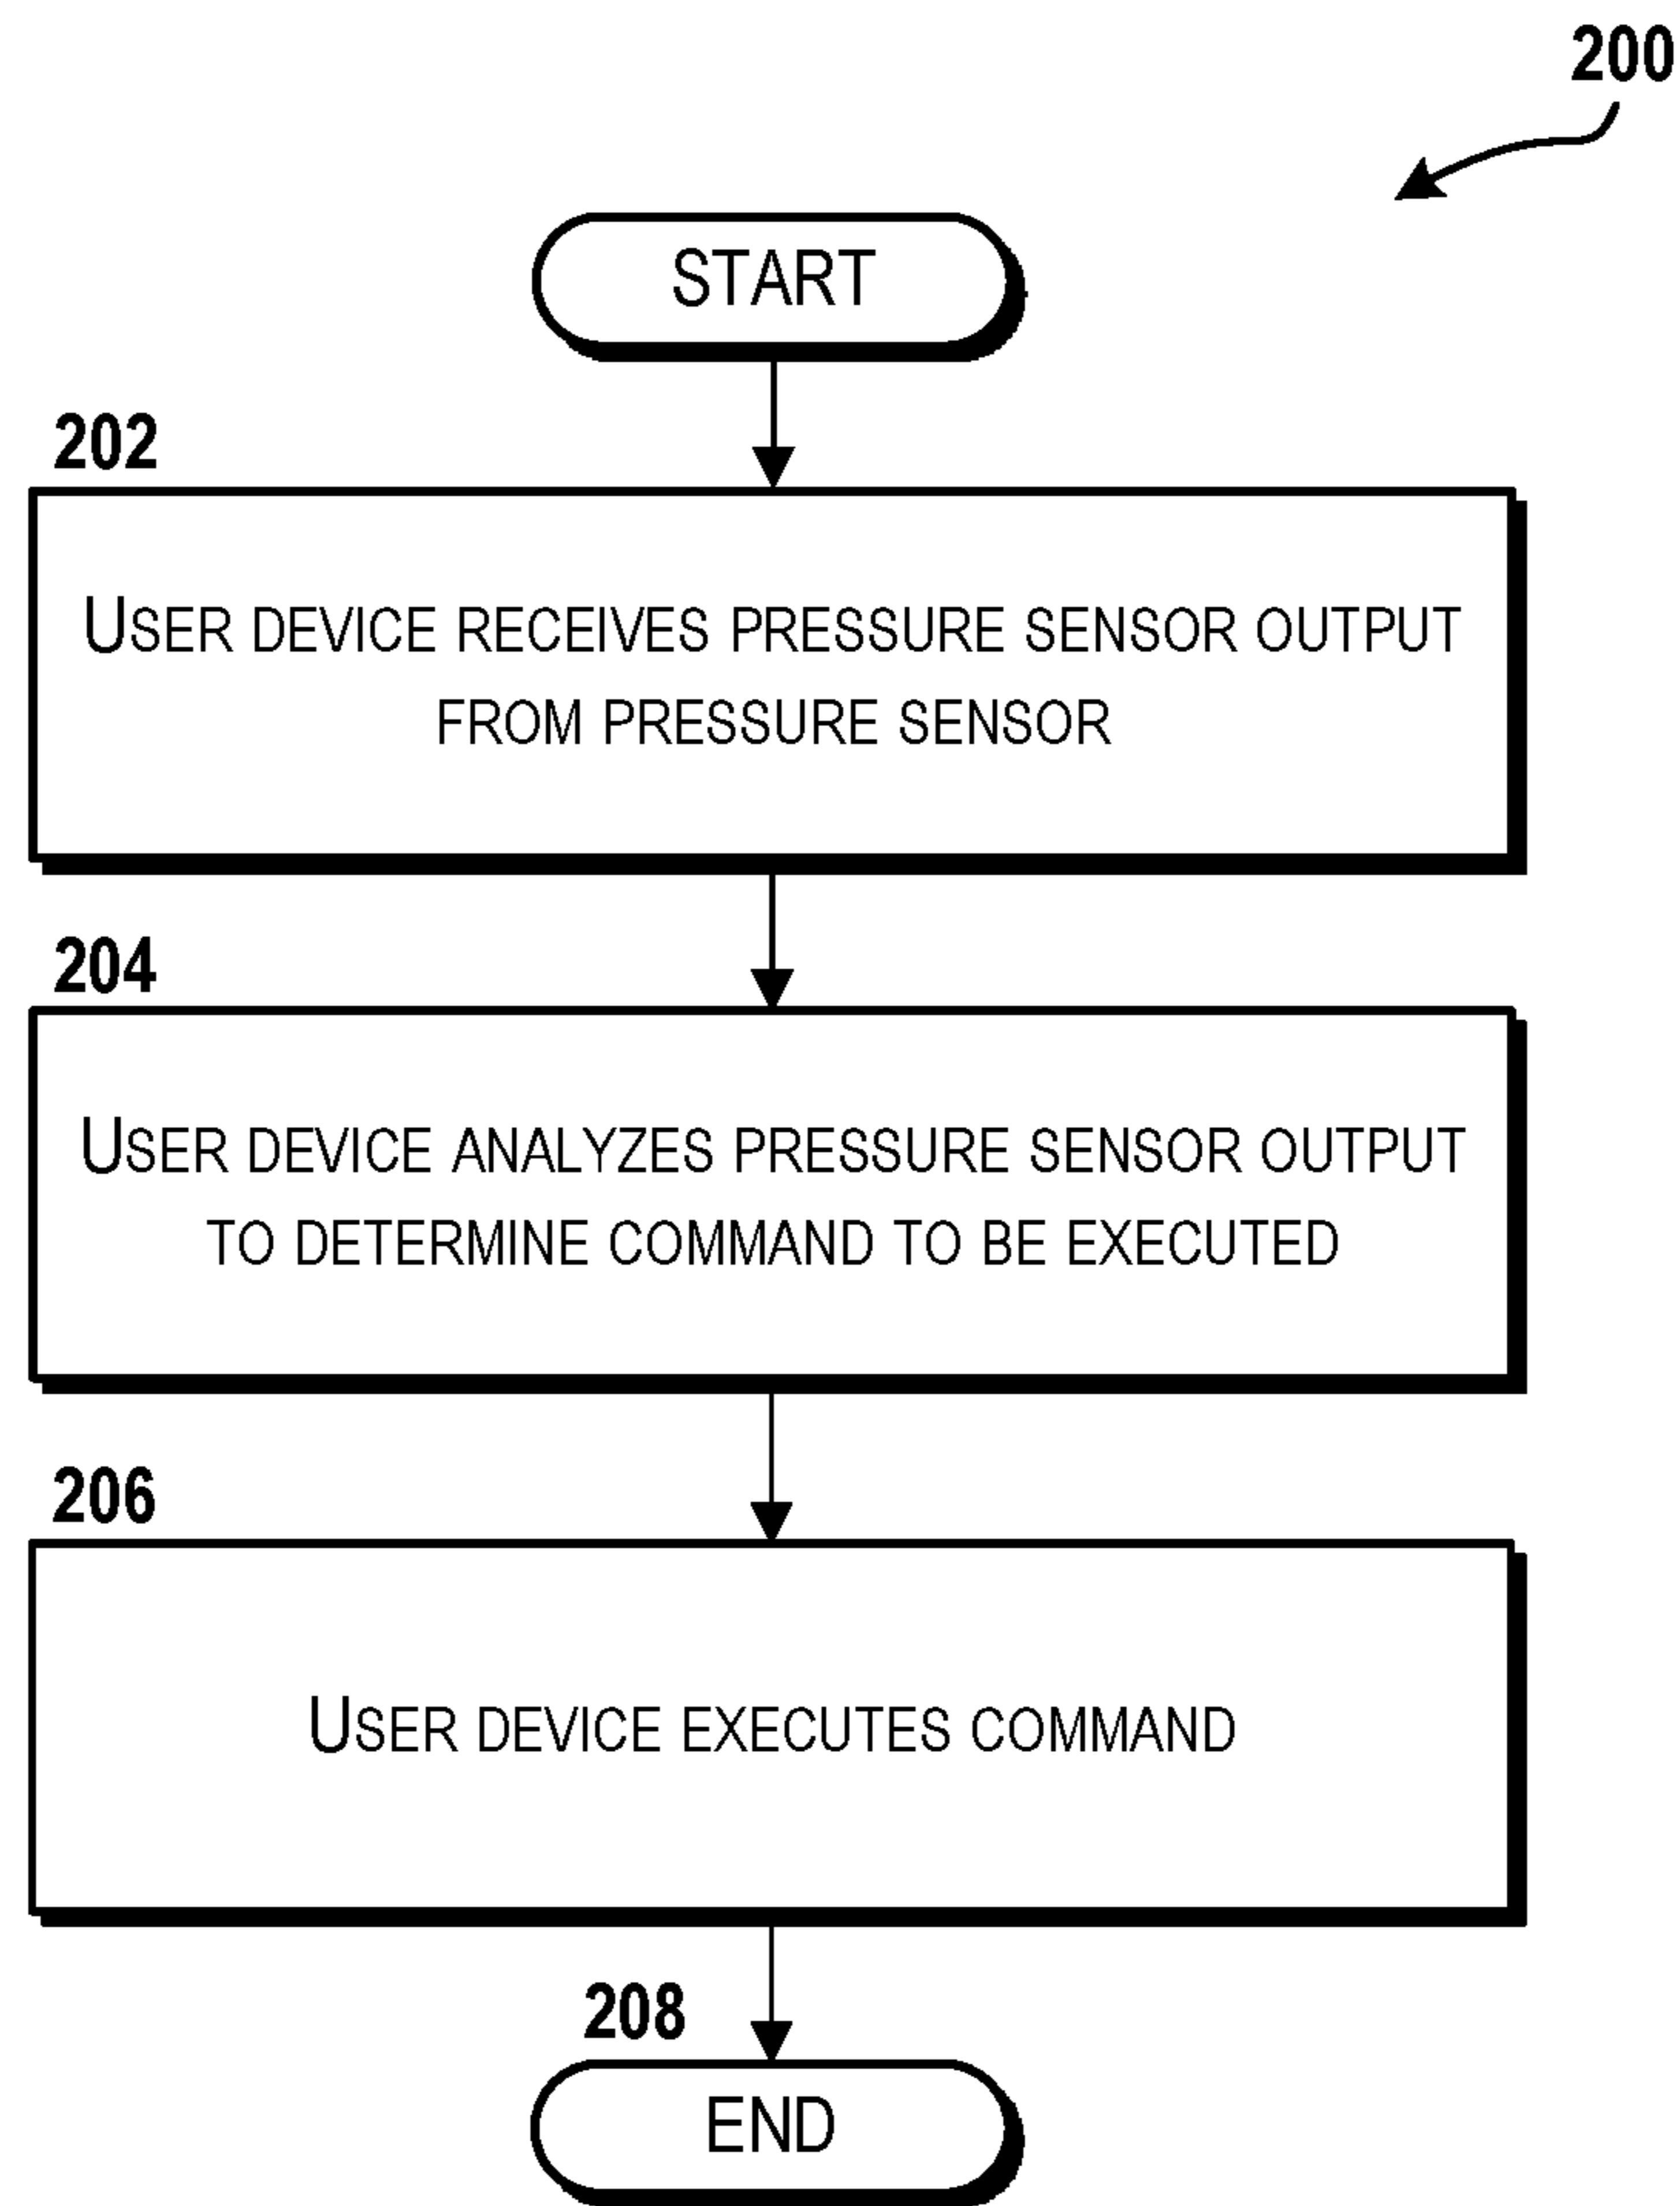 200
START
202
USER DEVICE RECEIVES PRESSURE SENSOR OUTPUT
FROM PRESSURE SENSOR
204
USER DEVICE ANALYZES PRESSURE SENSOR OUTPUT
TO DETERMINE COMMAND TO BE EXECUTED
206
USER DEVICE EXECUTES COMMAND
208
END